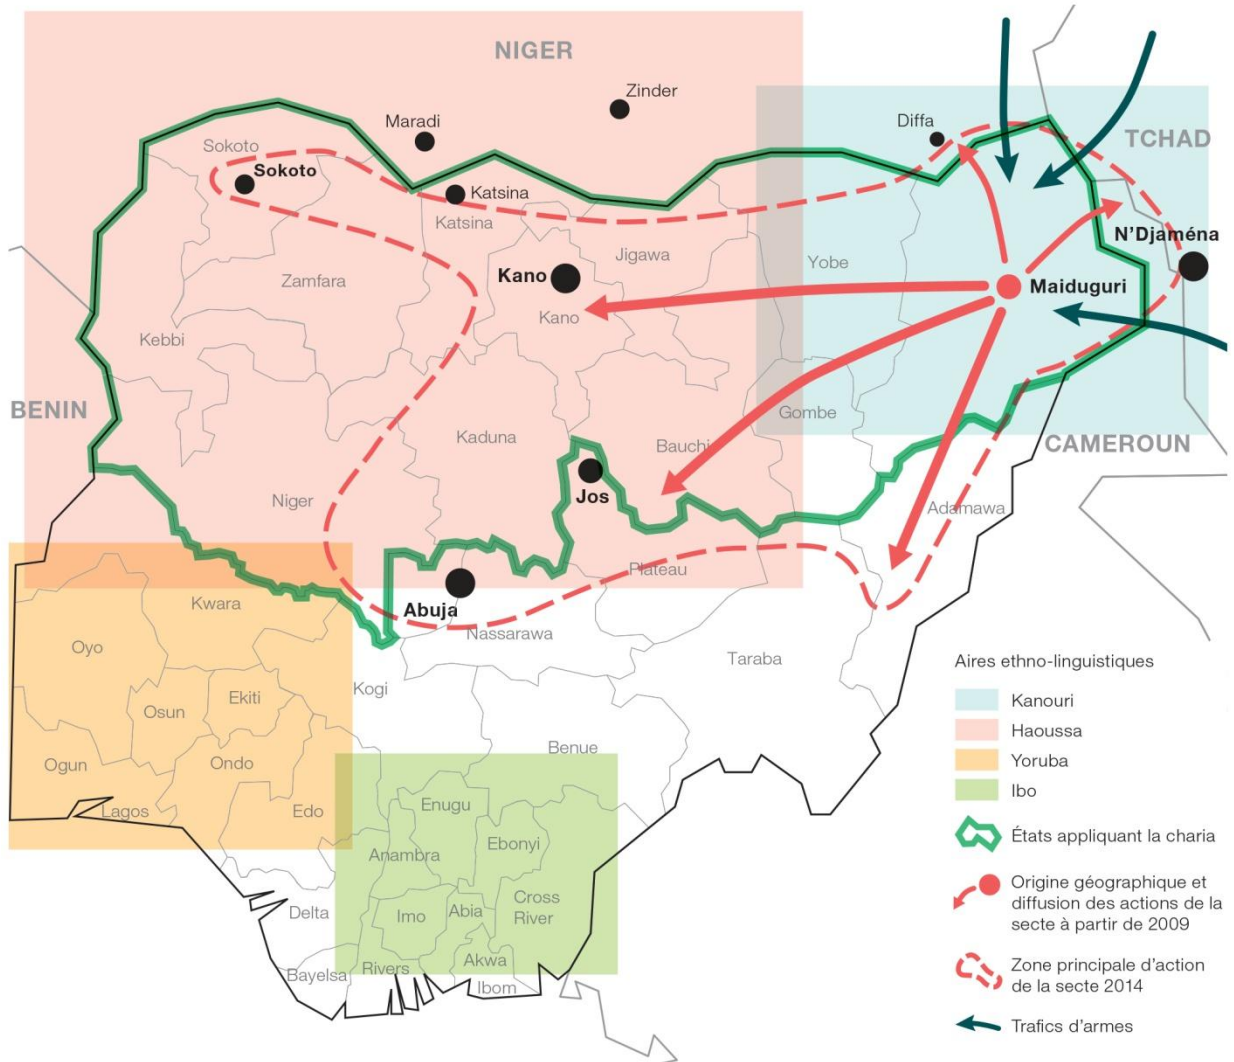 NIGER
Zinder
Maradi
Diffa
TCHAD
Sokoto
Sokoto
Katsina
Katsina
N'Djaména
Jigawa
Yobe
Kano
Zamfara
Maiduguri
Kano
Kebbi
BENIN
Gombe
Kaduna
Bauchi
CAMEROUN
Niger
Jos
Adamawa
Plateau
Kwara
Abuja
Nassarawa
Oyo
Taraba
Kogi
Ekiti
Osun
Benue
Ogun
Ondo
Lagos
Edo
Enugu
Ebonyi
Anambra
Delta
Imo
Abia
Cross
River
Bayelsa
Rivers
Akwa
Ibom
Aires ethno-linguistiques
Kanouri
Haoussa
Yoruba
Ibo
États appliquant la charia
Origine géographique et
diffusion des actions de la
secte à partir de 2009
Zone principale d'action
de la secte 2014
Trafics d'armes